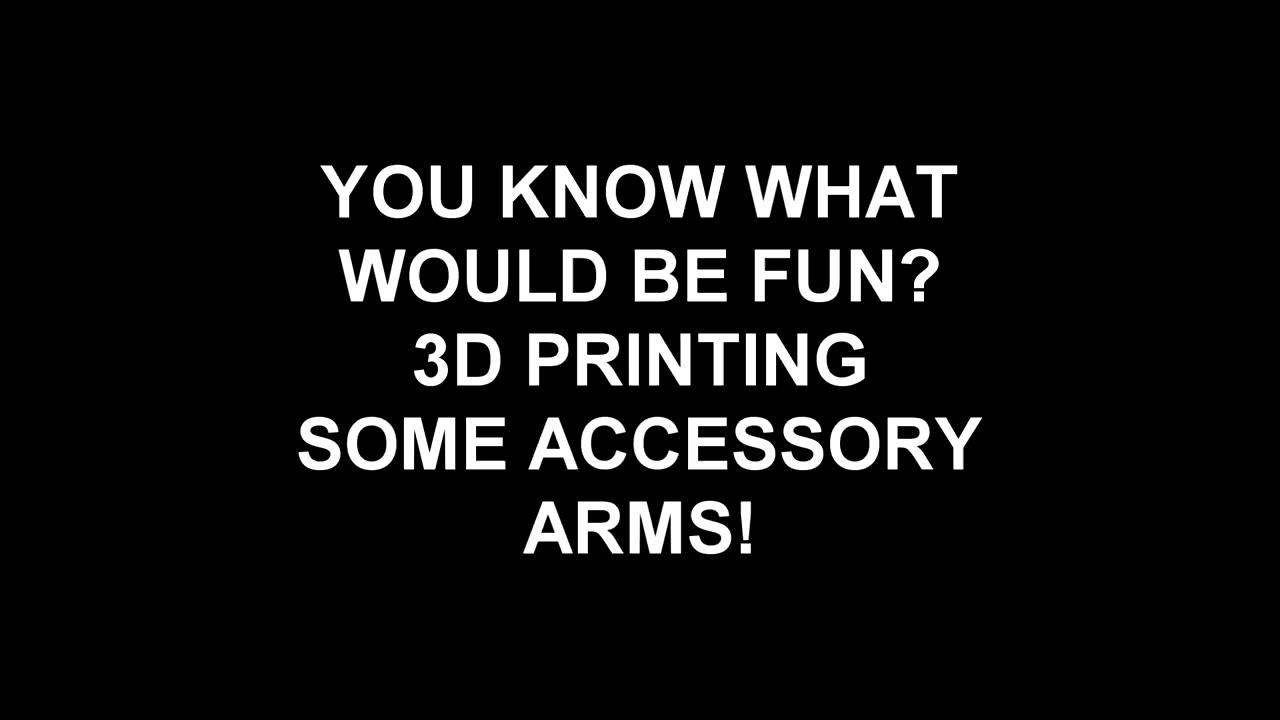 YOU KNOW WHAT
WOULD BE FUN?
3D PRINTING
SOME ACCESSORY
ARMS!